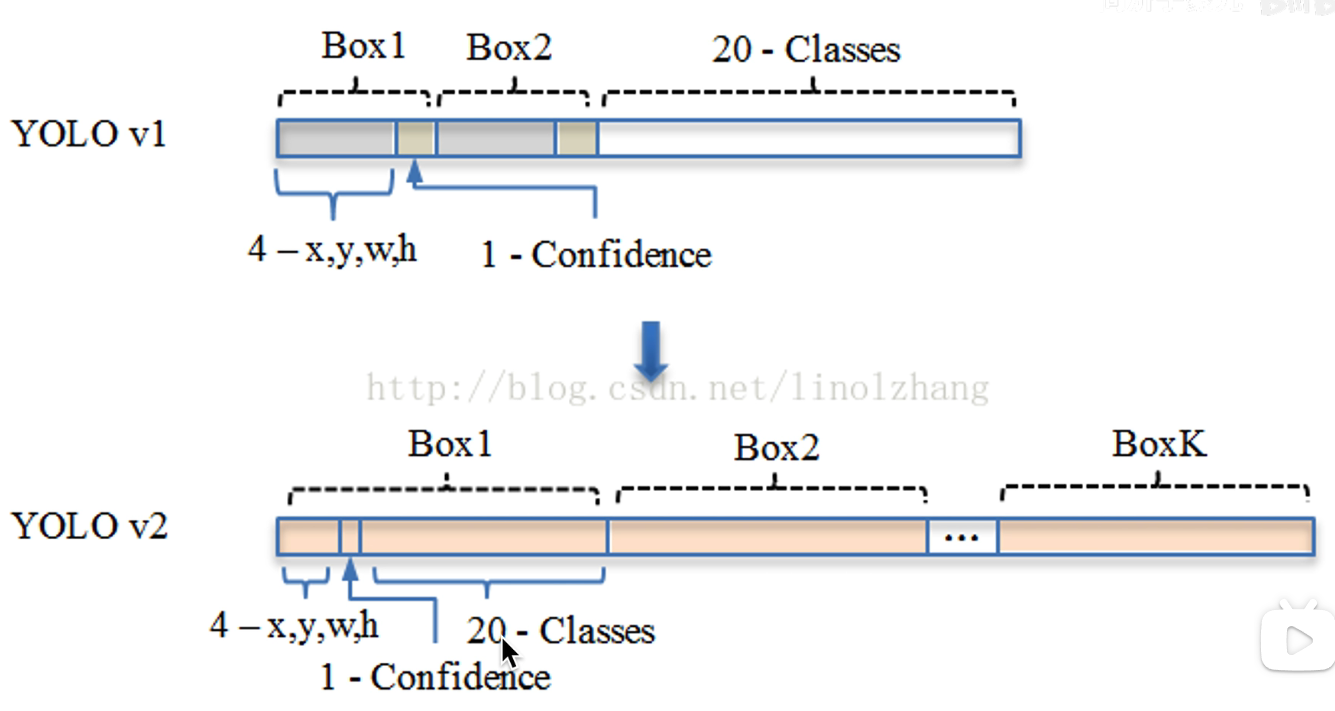 Box1 Box2 20 - Classes
YOLO v1
4 – x,y,w,h 1 - Confidence
http://blog.csdn.net/linolzhang
Box1 Box2 BoxK
YOLO v2
...
4 – x,y,w,h 20 - Classes
1 - Confidence